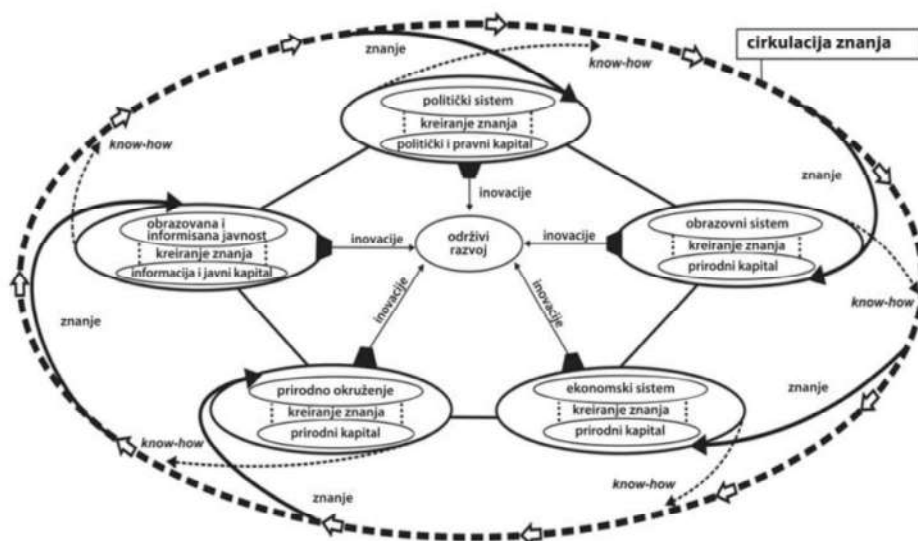 cirkulacija znanja
znanje
know-how
politički sistem
kreiranje znanja
politički i pravni kapital
know-how
inovacije
znanje
obrazovana i
informisana javnost
kreiranje znanja
informacija i javni kapital
inovacije
održivi
razvoj
inovacije
obrazovni sistem
kreiranje znanja
prirodni kapital
know-how
znanje
inovacije
inovacije
prirodno okruženje
kreiranje znanja
prirodni kapital
ekonomski sistem
kreiranje znanja
prirodni kapital
znanje
know-how
know-how
znanje